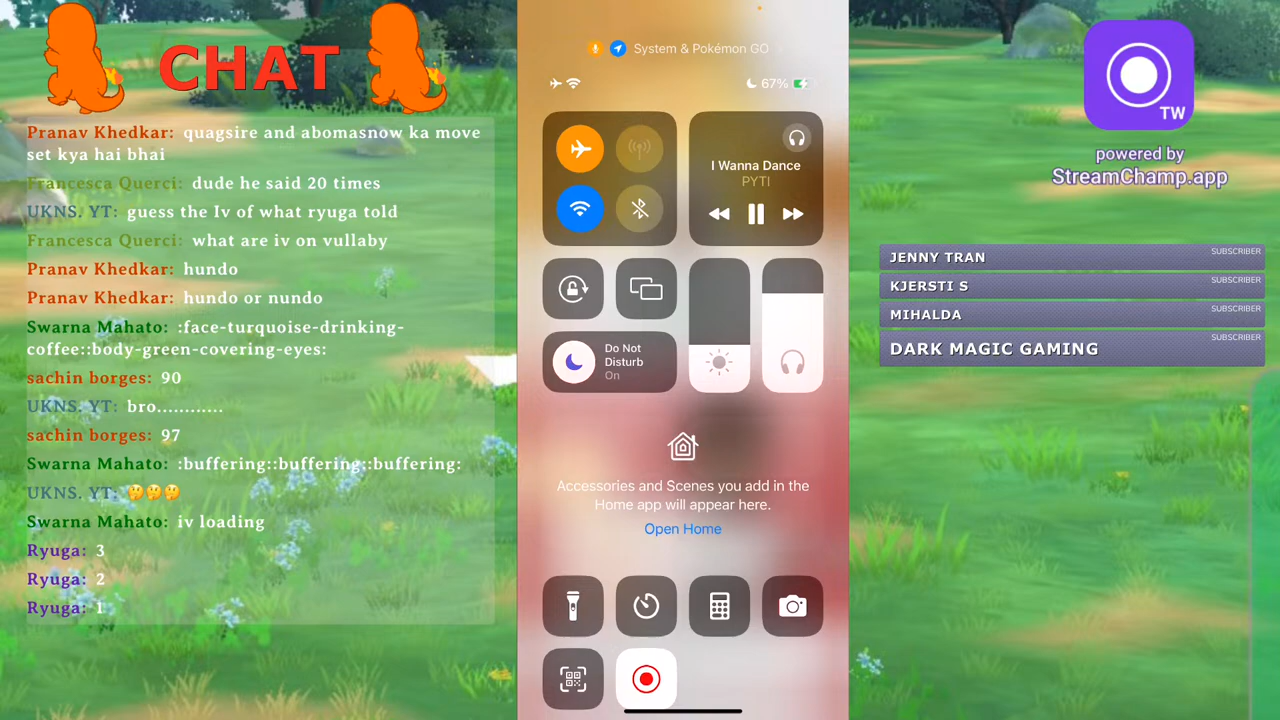 CHAT
Pranav Khedkar: quagsire and abomasnow ka move
set kya hai bhai
Francesca Querci: dude he said 20 times
UKNS. YT: guess the Iv of what ryuga told
Francesca Querci: what are iv on vullaby
Pranav Khedkar: hundo
Pranav Khedkar: hundo or nundo
Swarna Mahato: :face-turquoise-drinking-
coffee::body-green-covering-eyes:
sachin borges: 90
UKNS. YT: bro............
sachin borges: 97
Swarna Mahato: :buffering::buffering::buffering:
UKNS. YT: 🤔🤔🤔
Swarna Mahato: iv loading
Ryuga: 3
Ryuga: 2
Ryuga: 1
System & Pokémon GO
67%
I Wanna Dance
PYTI
Do Not
Disturb
On
Accessories and Scenes you add in the
Home app will appear here.
Open Home
TW
powered by
StreamChamp.app
JENNY TRAN SUBSCRIBER
KJERSTI S SUBSCRIBER
MIHALDA SUBSCRIBER
DARK MAGIC GAMING SUBSCRIBER